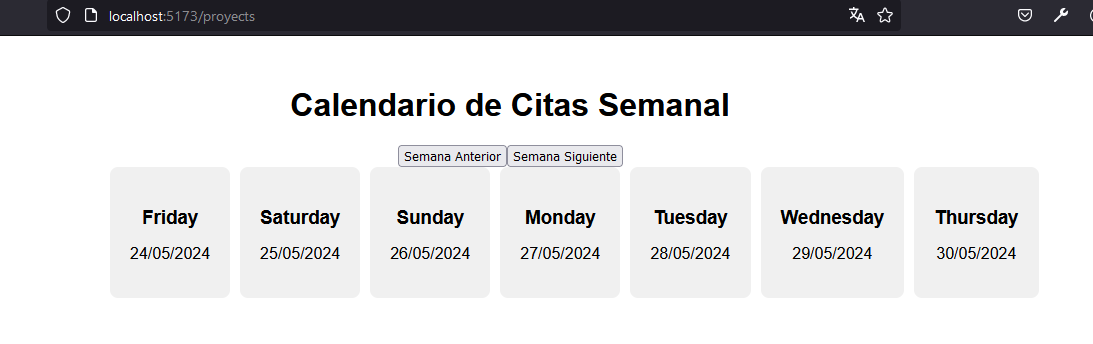 localhost:5173/proyects
Calendario de Citas Semanal
Semana Anterior Semana Siguiente
Friday Saturday Sunday Monday Tuesday Wednesday Thursday
24/05/2024 25/05/2024 26/05/2024 27/05/2024 28/05/2024 29/05/2024 30/05/2024